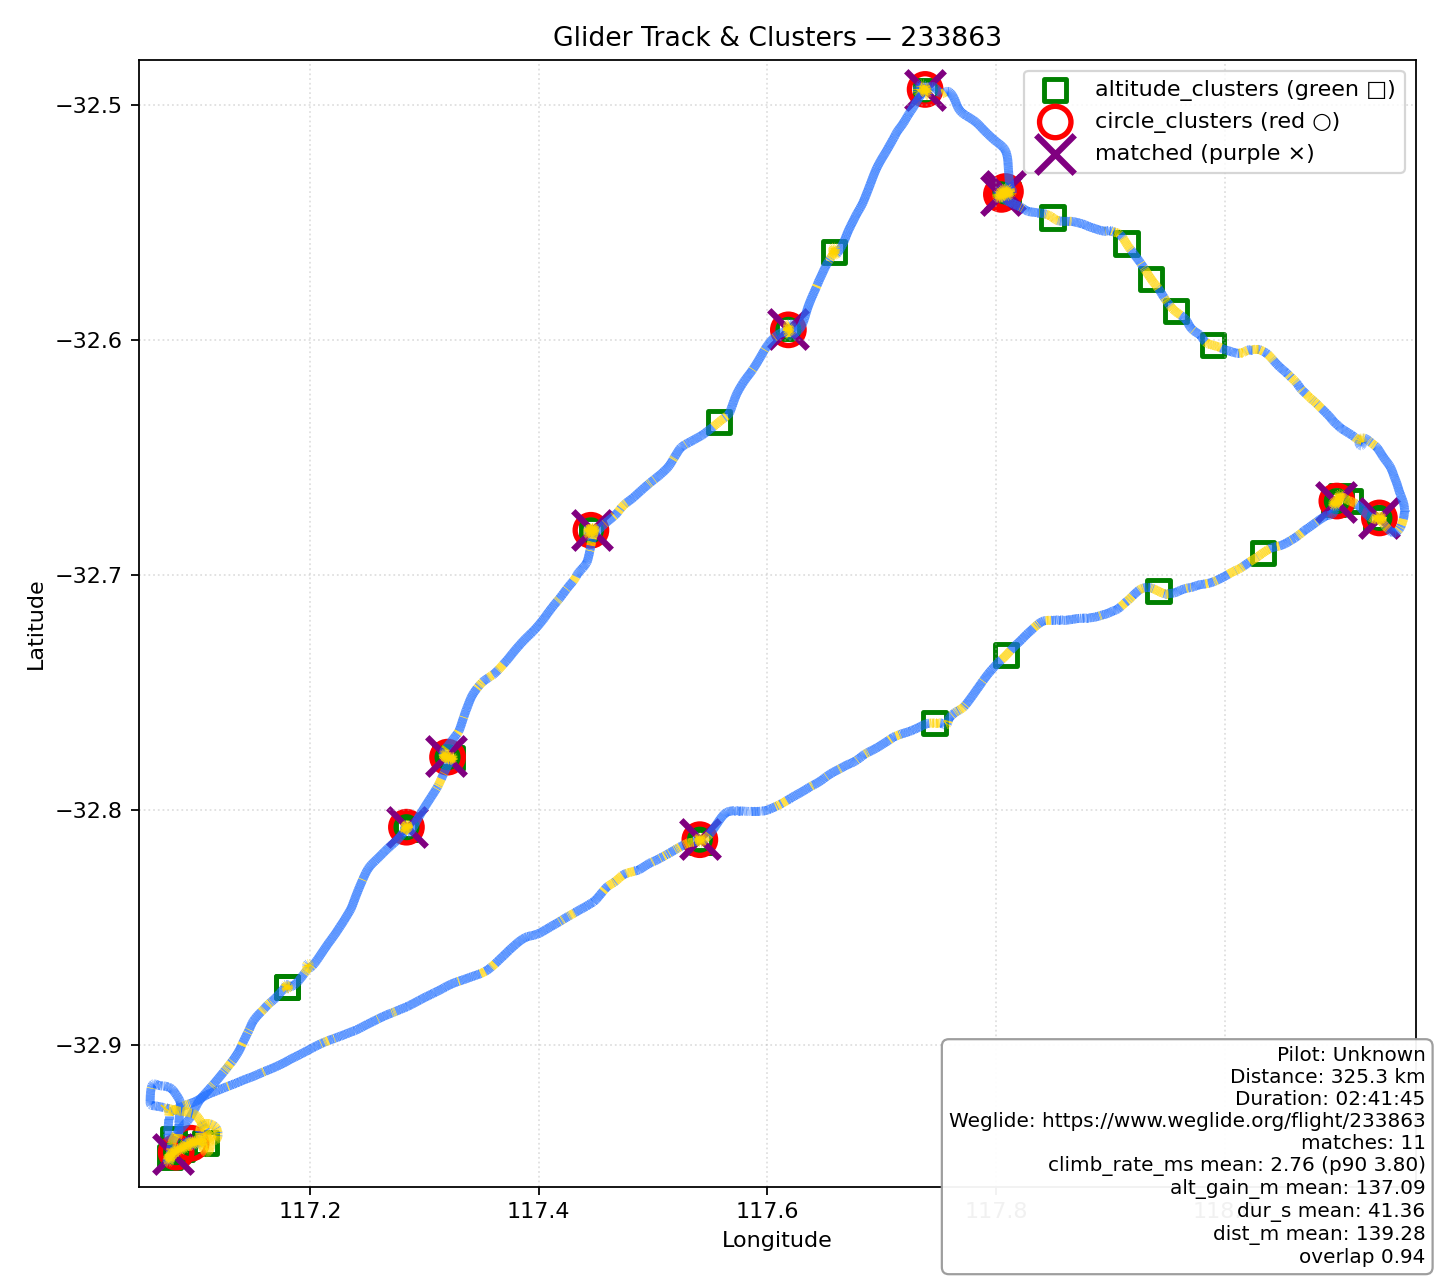 Glider Track & Clusters — 233863
altitude_clusters (green □)
circle_clusters (red ○)
matched (purple ×)
−32.5
−32.6
−32.7
−32.8
−32.9
Latitude
117.2
117.4
117.6
117.8
118
Longitude
Pilot: Unknown
Distance: 325.3 km
Duration: 02:41:45
Weglide: https://www.weglide.org/flight/233863
matches: 11
climb_rate_ms mean: 2.76 (p90 3.80)
alt_gain_m mean: 137.09
dur_s mean: 41.36
dist_m mean: 139.28
overlap 0.94